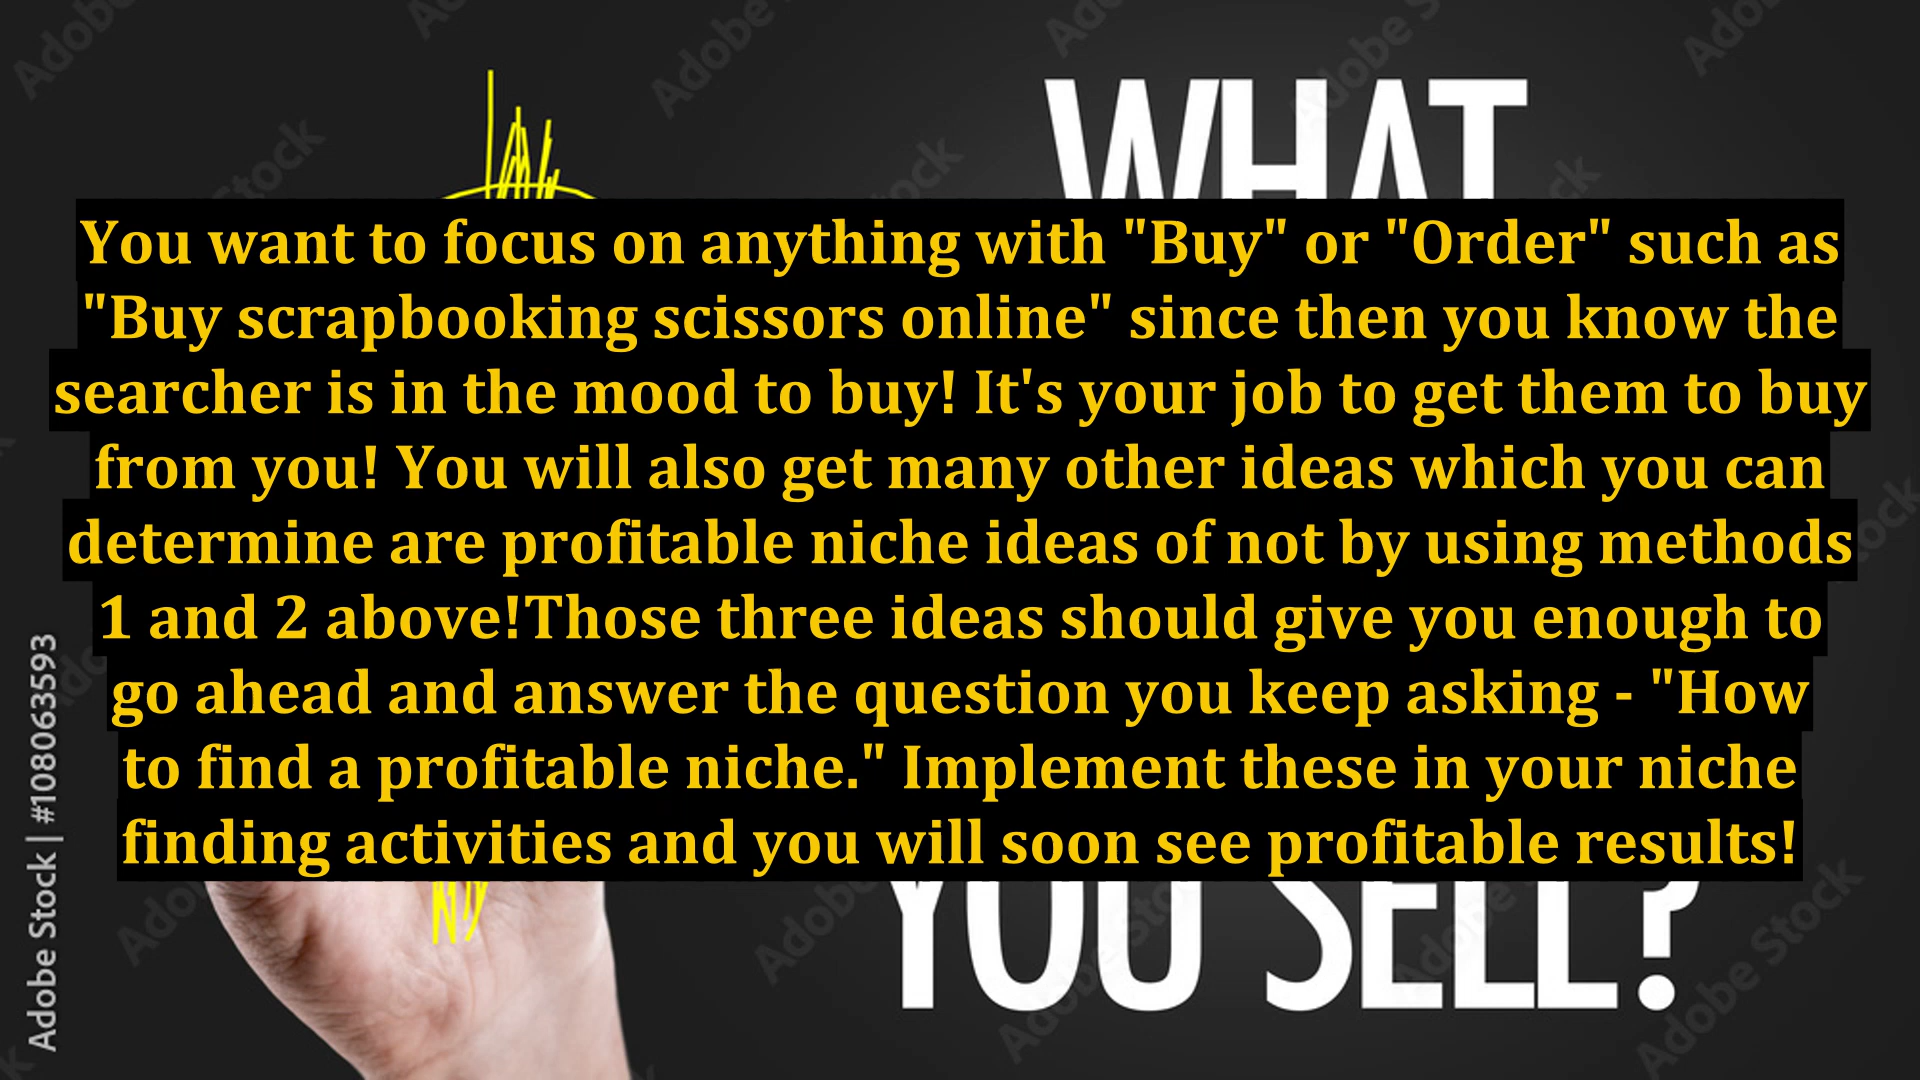 WHAT
You want to focus on anything with "Buy" or "Order" such as
"Buy scrapbooking scissors online" since then you know the
searcher is in the mood to buy! It's your job to get them to buy
from you! You will also get many other ideas which you can
determine are profitable niche ideas of not by using methods
1 and 2 above!Those three ideas should give you enough to
go ahead and answer the question you keep asking - "How
to find a profitable niche." Implement these in your niche
finding activities and you will soon see profitable results!
YOU SELL?
Adobe Stock | #108063593